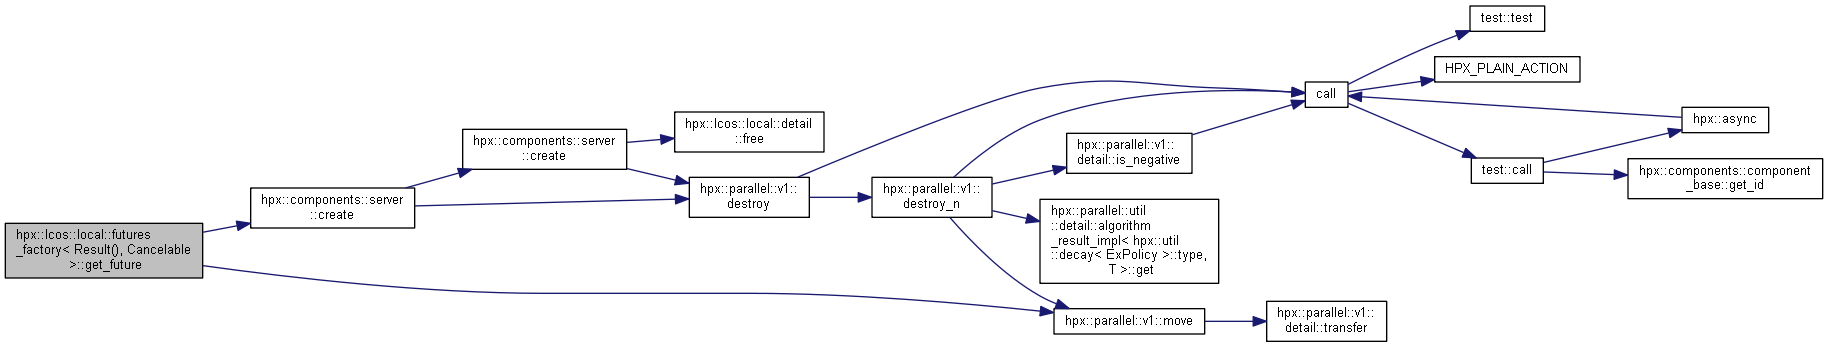 hpx::lcos::local::futures
_factory< Result(), Cancelable
>::get_future
hpx::components::server
::create
hpx::components::server
::create
hpx::lcos::local::detail
::free
hpx::parallel::v1::
destroy
hpx::parallel::v1::
destroy_n
hpx::parallel::v1::
detail::is_negative
hpx::parallel::util
::detail::algorithm
_result_impl< hpx::util
::decay< ExPolicy >::type,
T >::get
hpx::parallel::v1::move
hpx::parallel::v1::
detail::transfer
call
test::test
HPX_PLAIN_ACTION
test::call
hpx::async
hpx::components::component
_base::get_id